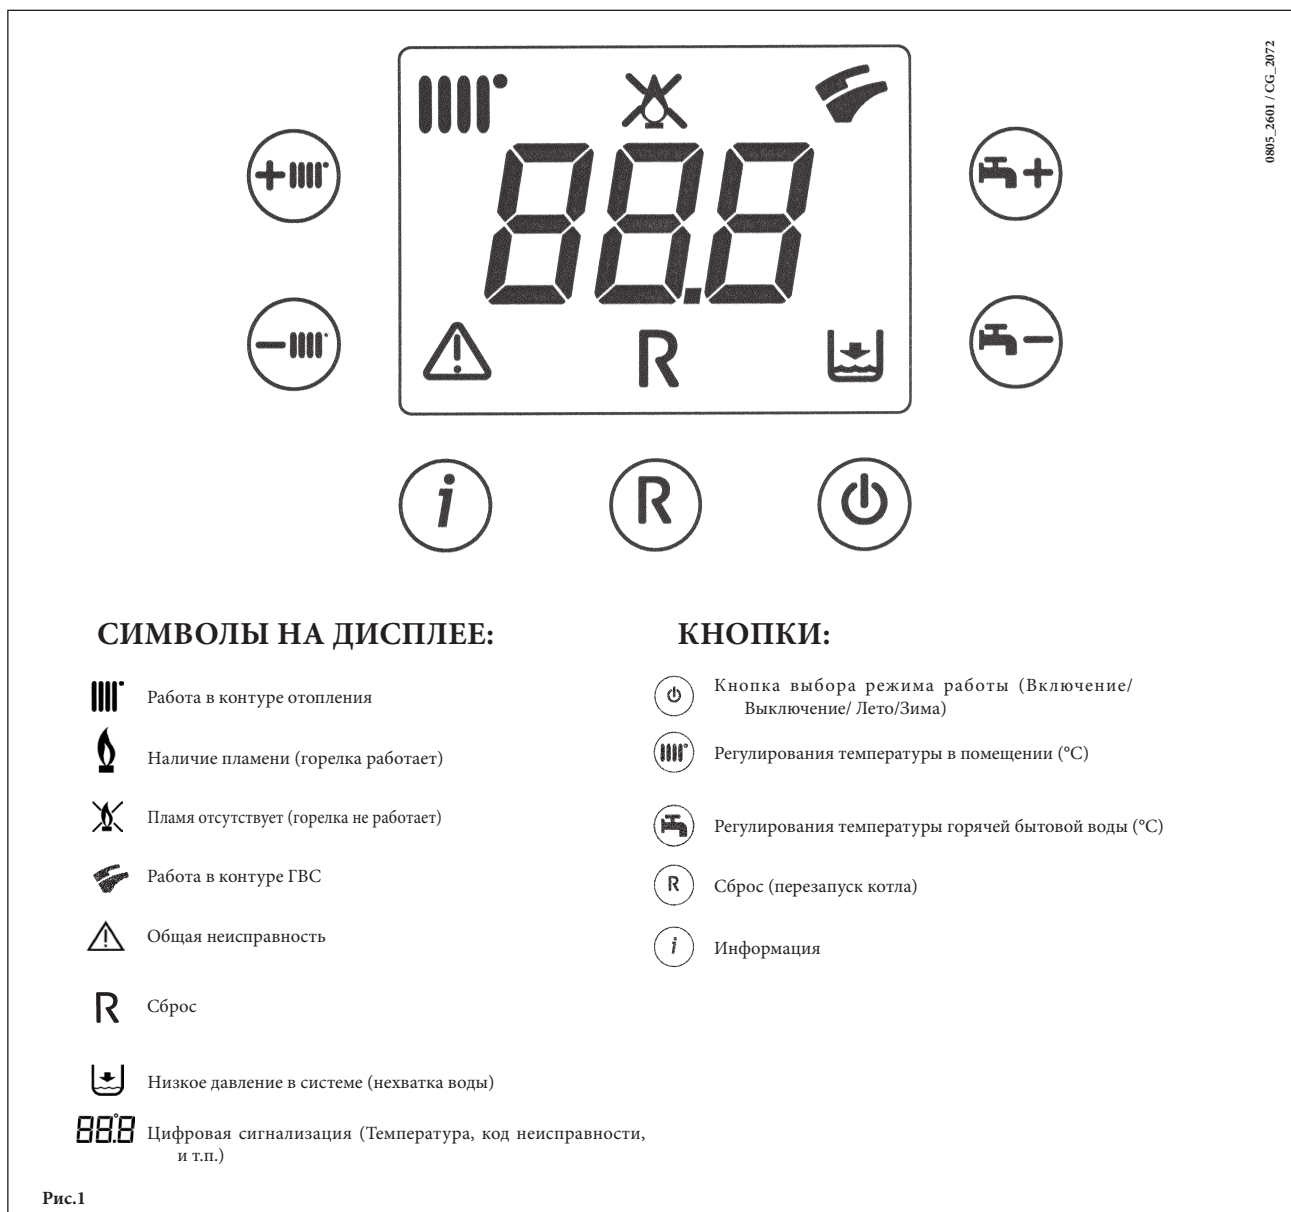 0805_2601 / CG_2072
88.8
R
i
R
СИМВОЛЫ НА ДИСПЛЕЕ:
Работа в контуре отопления
Наличие пламени (горелка работает)
Пламя отсутствует (горелка не работает)
Работа в контуре ГВС
Общая неисправность
R
Сброс
Низкое давление в системе (нехватка воды)
88.8
Цифровая сигнализация (Температура, код неисправности,
и т.п.)
КНОПКИ:
Кнопка выбора режима работы (Включение/
Выключение/ Лето/Зима)
Регулирования температуры в помещении (°C)
Регулирования температуры горячей бытовой воды (°C)
R
Сброс (перезапуск котла)
i
Информация
Рис.1